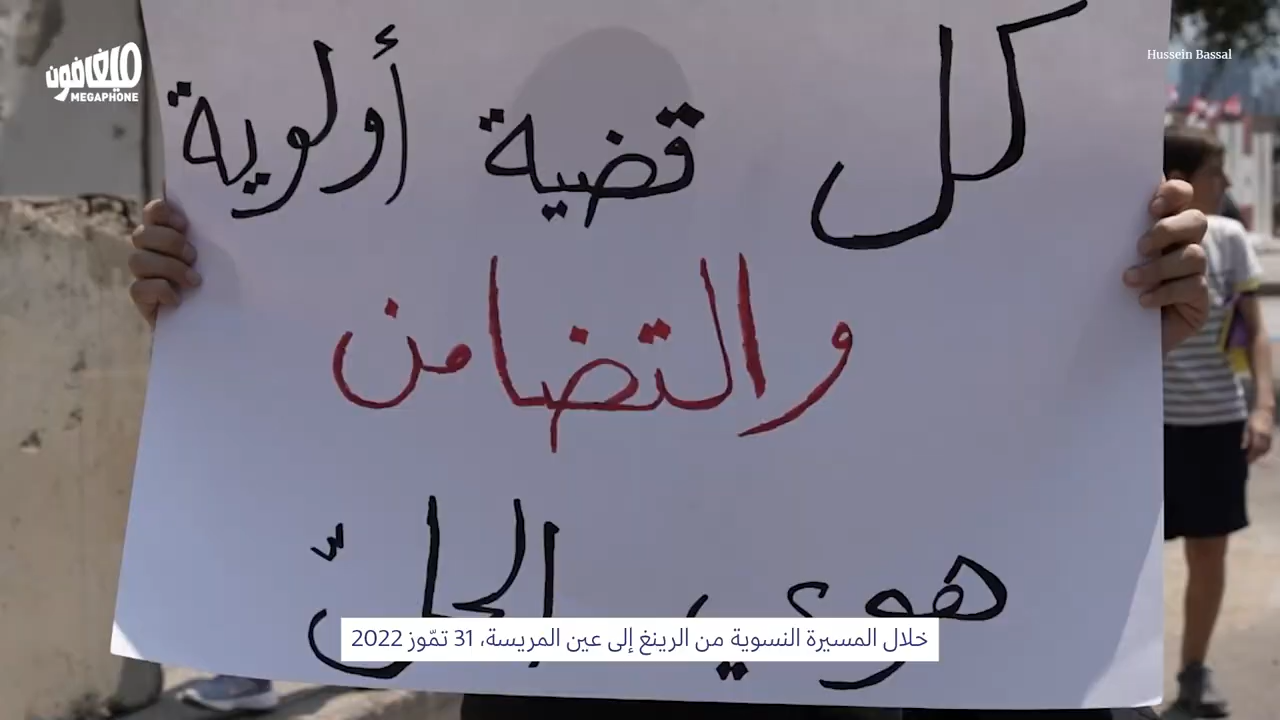 ميغافون
MEGAPHONE
Hussein Bassal
كل قضية أولوية
والتضامن
هوي الحلّ
خلال المسيرة النسوية من الرينغ إلى عين المريسة، 31 تمّوز 2022